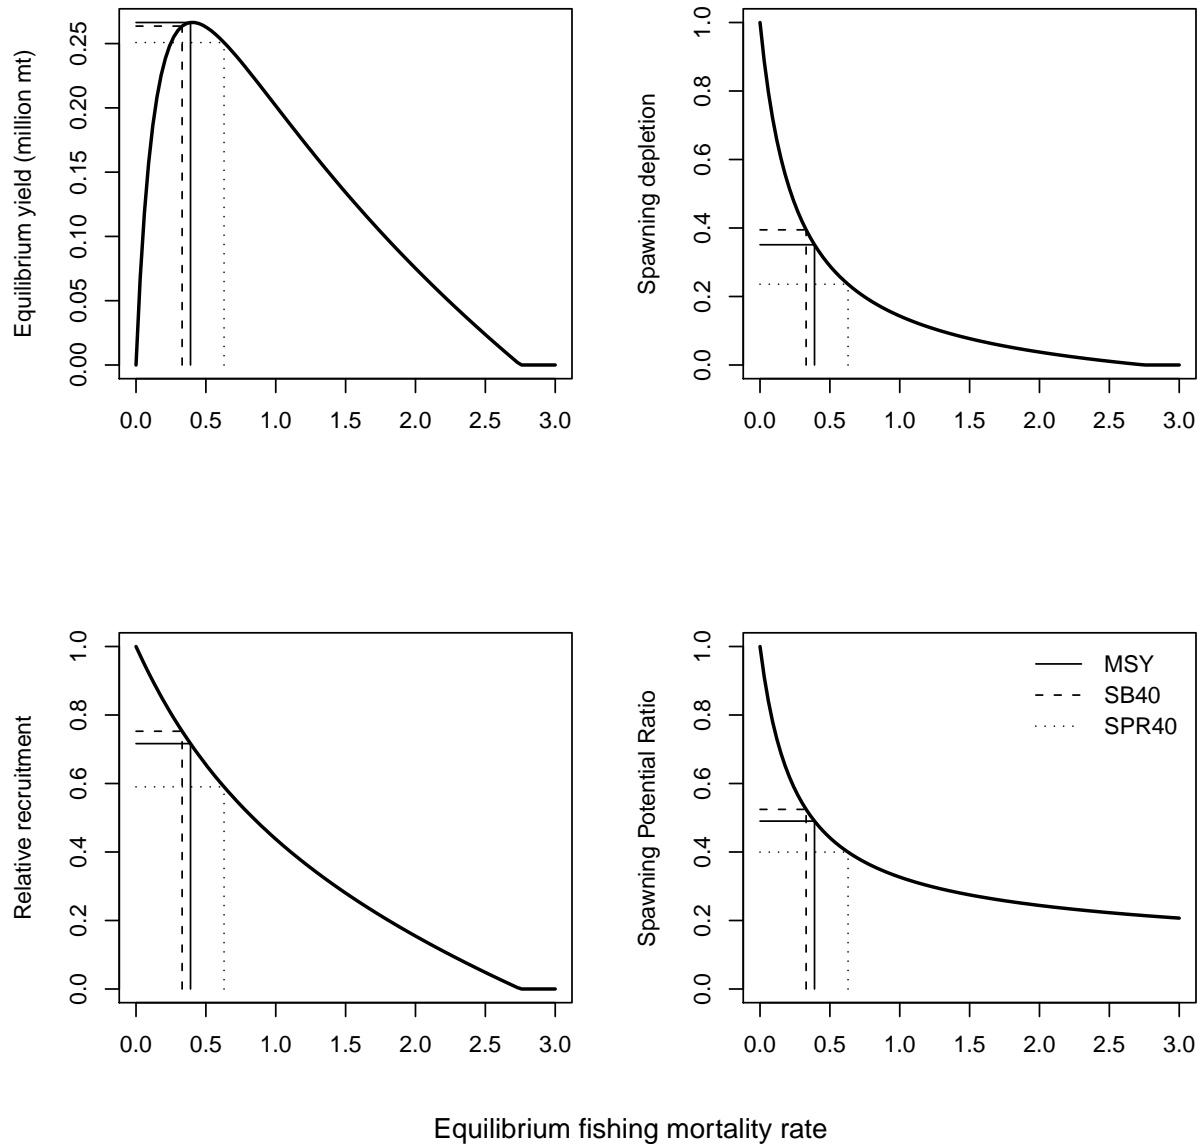 Equilibrium yield (million mt)
0.00 0.05 0.10 0.15 0.20 0.25
0.0 0.5 1.0 1.5 2.0 2.5 3.0
Spawning depletion
0.0 0.2 0.4 0.6 0.8 1.0
0.0 0.5 1.0 1.5 2.0 2.5 3.0
Relative recruitment
0.0 0.2 0.4 0.6 0.8 1.0
0.0 0.5 1.0 1.5 2.0 2.5 3.0
Spawning Potential Ratio
0.0 0.2 0.4 0.6 0.8 1.0
MSY
SB40
SPR40
0.0 0.5 1.0 1.5 2.0 2.5 3.0
Equilibrium fishing mortality rate